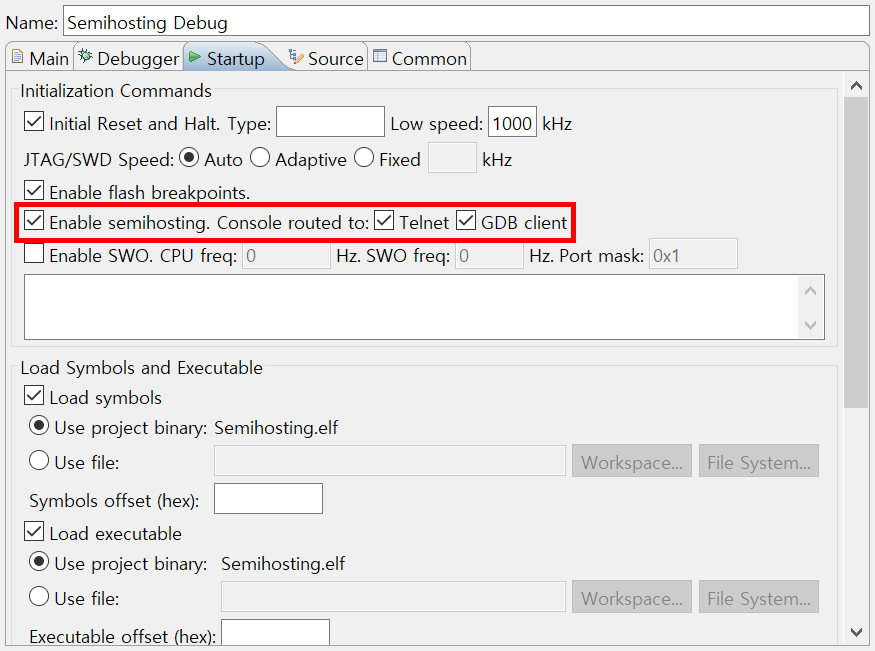 Name: Semihosting Debug
Main Debugger Startup Source Common
Initialization Commands
Initial Reset and Halt. Type: Low speed: 1000 kHz
JTAG/SWD Speed: Auto Adaptive Fixed kHz
Enable flash breakpoints.
Enable semihosting. Console routed to: Telnet GDB client
Enable SWO. CPU freq: 0 Hz. SWO freq: 0 Hz. Port mask: 0x1
Load Symbols and Executable
Load symbols
Use project binary: Semihosting.elf
Use file: Workspace... File System...
Symbols offset (hex):
Load executable
Use project binary: Semihosting.elf
Use file: Workspace... File System...
Executable offset (hex):